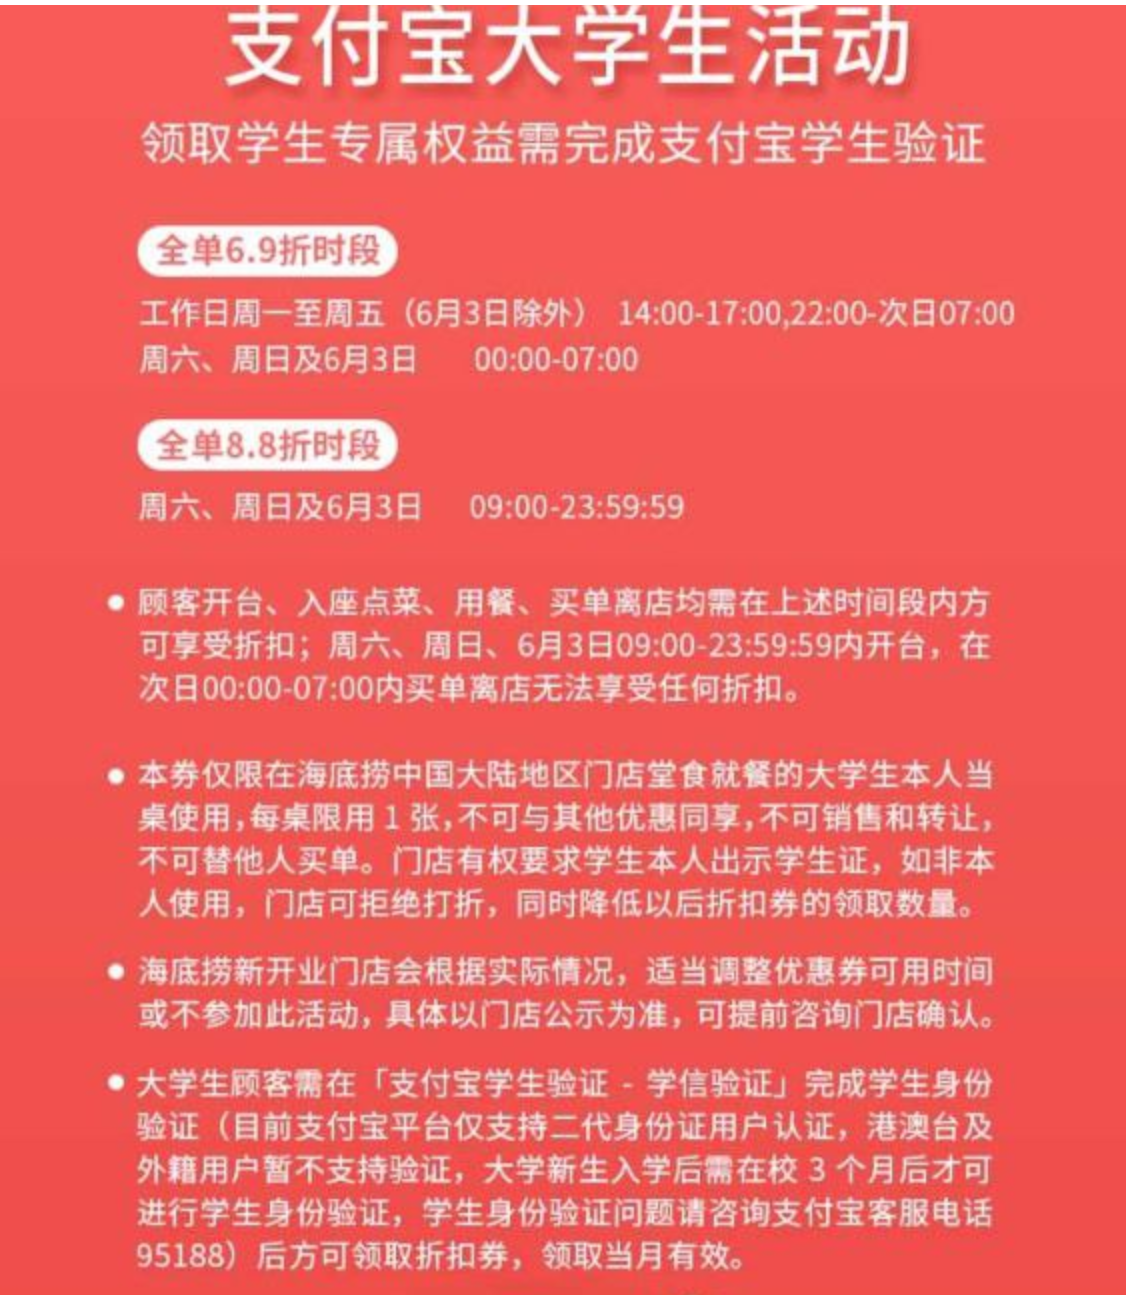 支付宝大学生活动
领取学生专属权益需完成支付宝学生验证
全单6.9折时段
工作日周一至周五（6月3日除外） 14:00-17:00,22:00-次日07:00
周六、周日及6月3日 00:00-07:00
全单8.8折时段
周六、周日及6月3日 09:00-23:59:59
● 顾客开台、入座点菜、用餐、买单离店均需在上述时间段内方
可享受折扣；周六、周日、6月3日09:00-23:59:59内开台，在
次日00:00-07:00内买单离店无法享受任何折扣。
● 本券仅限在海底捞中国大陆地区门店堂食就餐的大学生本人当
桌使用，每桌限用 1 张，不可与其他优惠同享，不可销售和转让，
不可替他人买单。门店有权要求学生本人出示学生证，如非本
人使用，门店可拒绝打折，同时降低以后折扣券的领取数量。
● 海底捞新开业门店会根据实际情况，适当调整优惠券可用时间
或不参加此活动，具体以门店公示为准，可提前咨询门店确认。
● 大学生顾客需在「支付宝学生验证 - 学信验证」完成学生身份
验证（目前支付宝平台仅支持二代身份证用户认证，港澳台及
外籍用户暂不支持验证，大学新生入学后需在校 3 个月后才可
进行学生身份验证，学生身份验证问题请咨询支付宝客服电话
95188）后方可领取折扣券，领取当月有效。